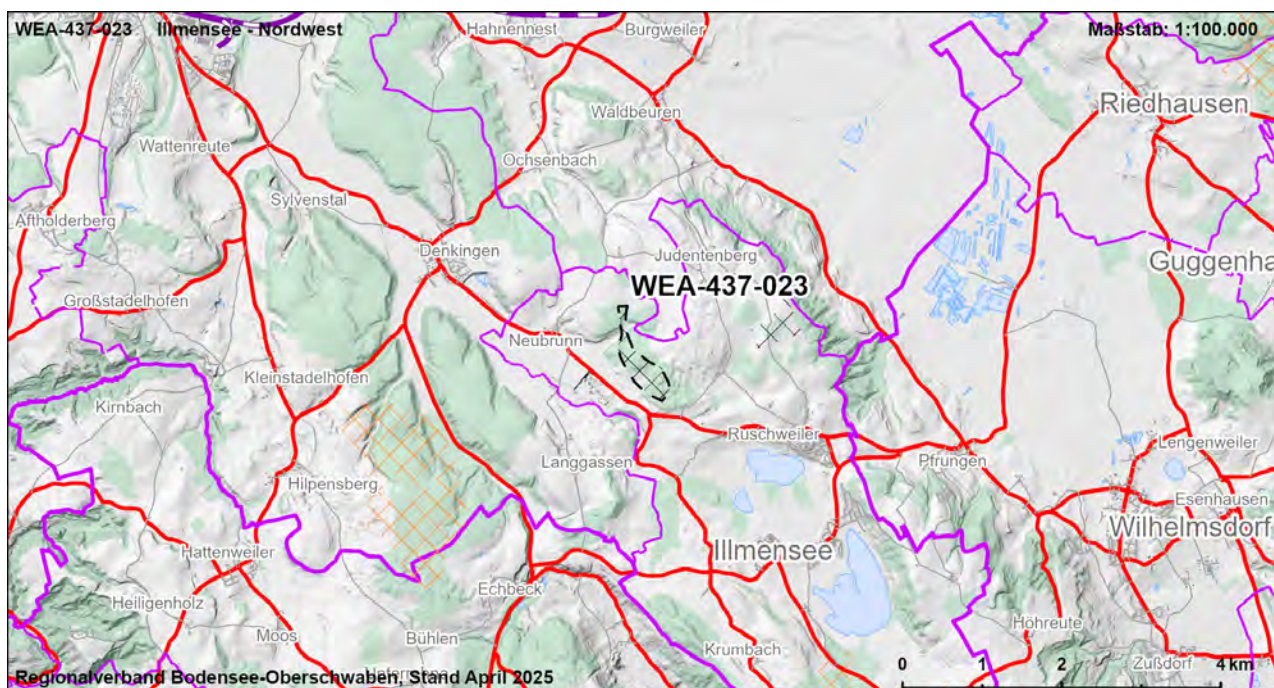 WEA-437-023 Illmensee - Nordwest
Maßstab: 1:100.000
Hahnennest
Burgweiler
Riedhausen
Waldbeuren
Wattenreute
Ochsenbach
Sylvenstal
Aftholderberg
Denkingen
Judentenberg
Guggenha
WEA-437-023
Großstadelhofen
Neubrunn
Kleinstadelhofen
Kirnbach
Ruschweiler
Lengenweiler
Langgassen
Pfrungen
Hilpensberg
Esenhausen
Wilhelmsdorf
Illmensee
Hattenweiler
Echbeck
Heiligenholz
Höhreute
Moos
Bühlen
Krumbach
Zußdorf
0 1 2 4 km
Regionalverband Bodensee-Oberschwaben, Stand April 2025